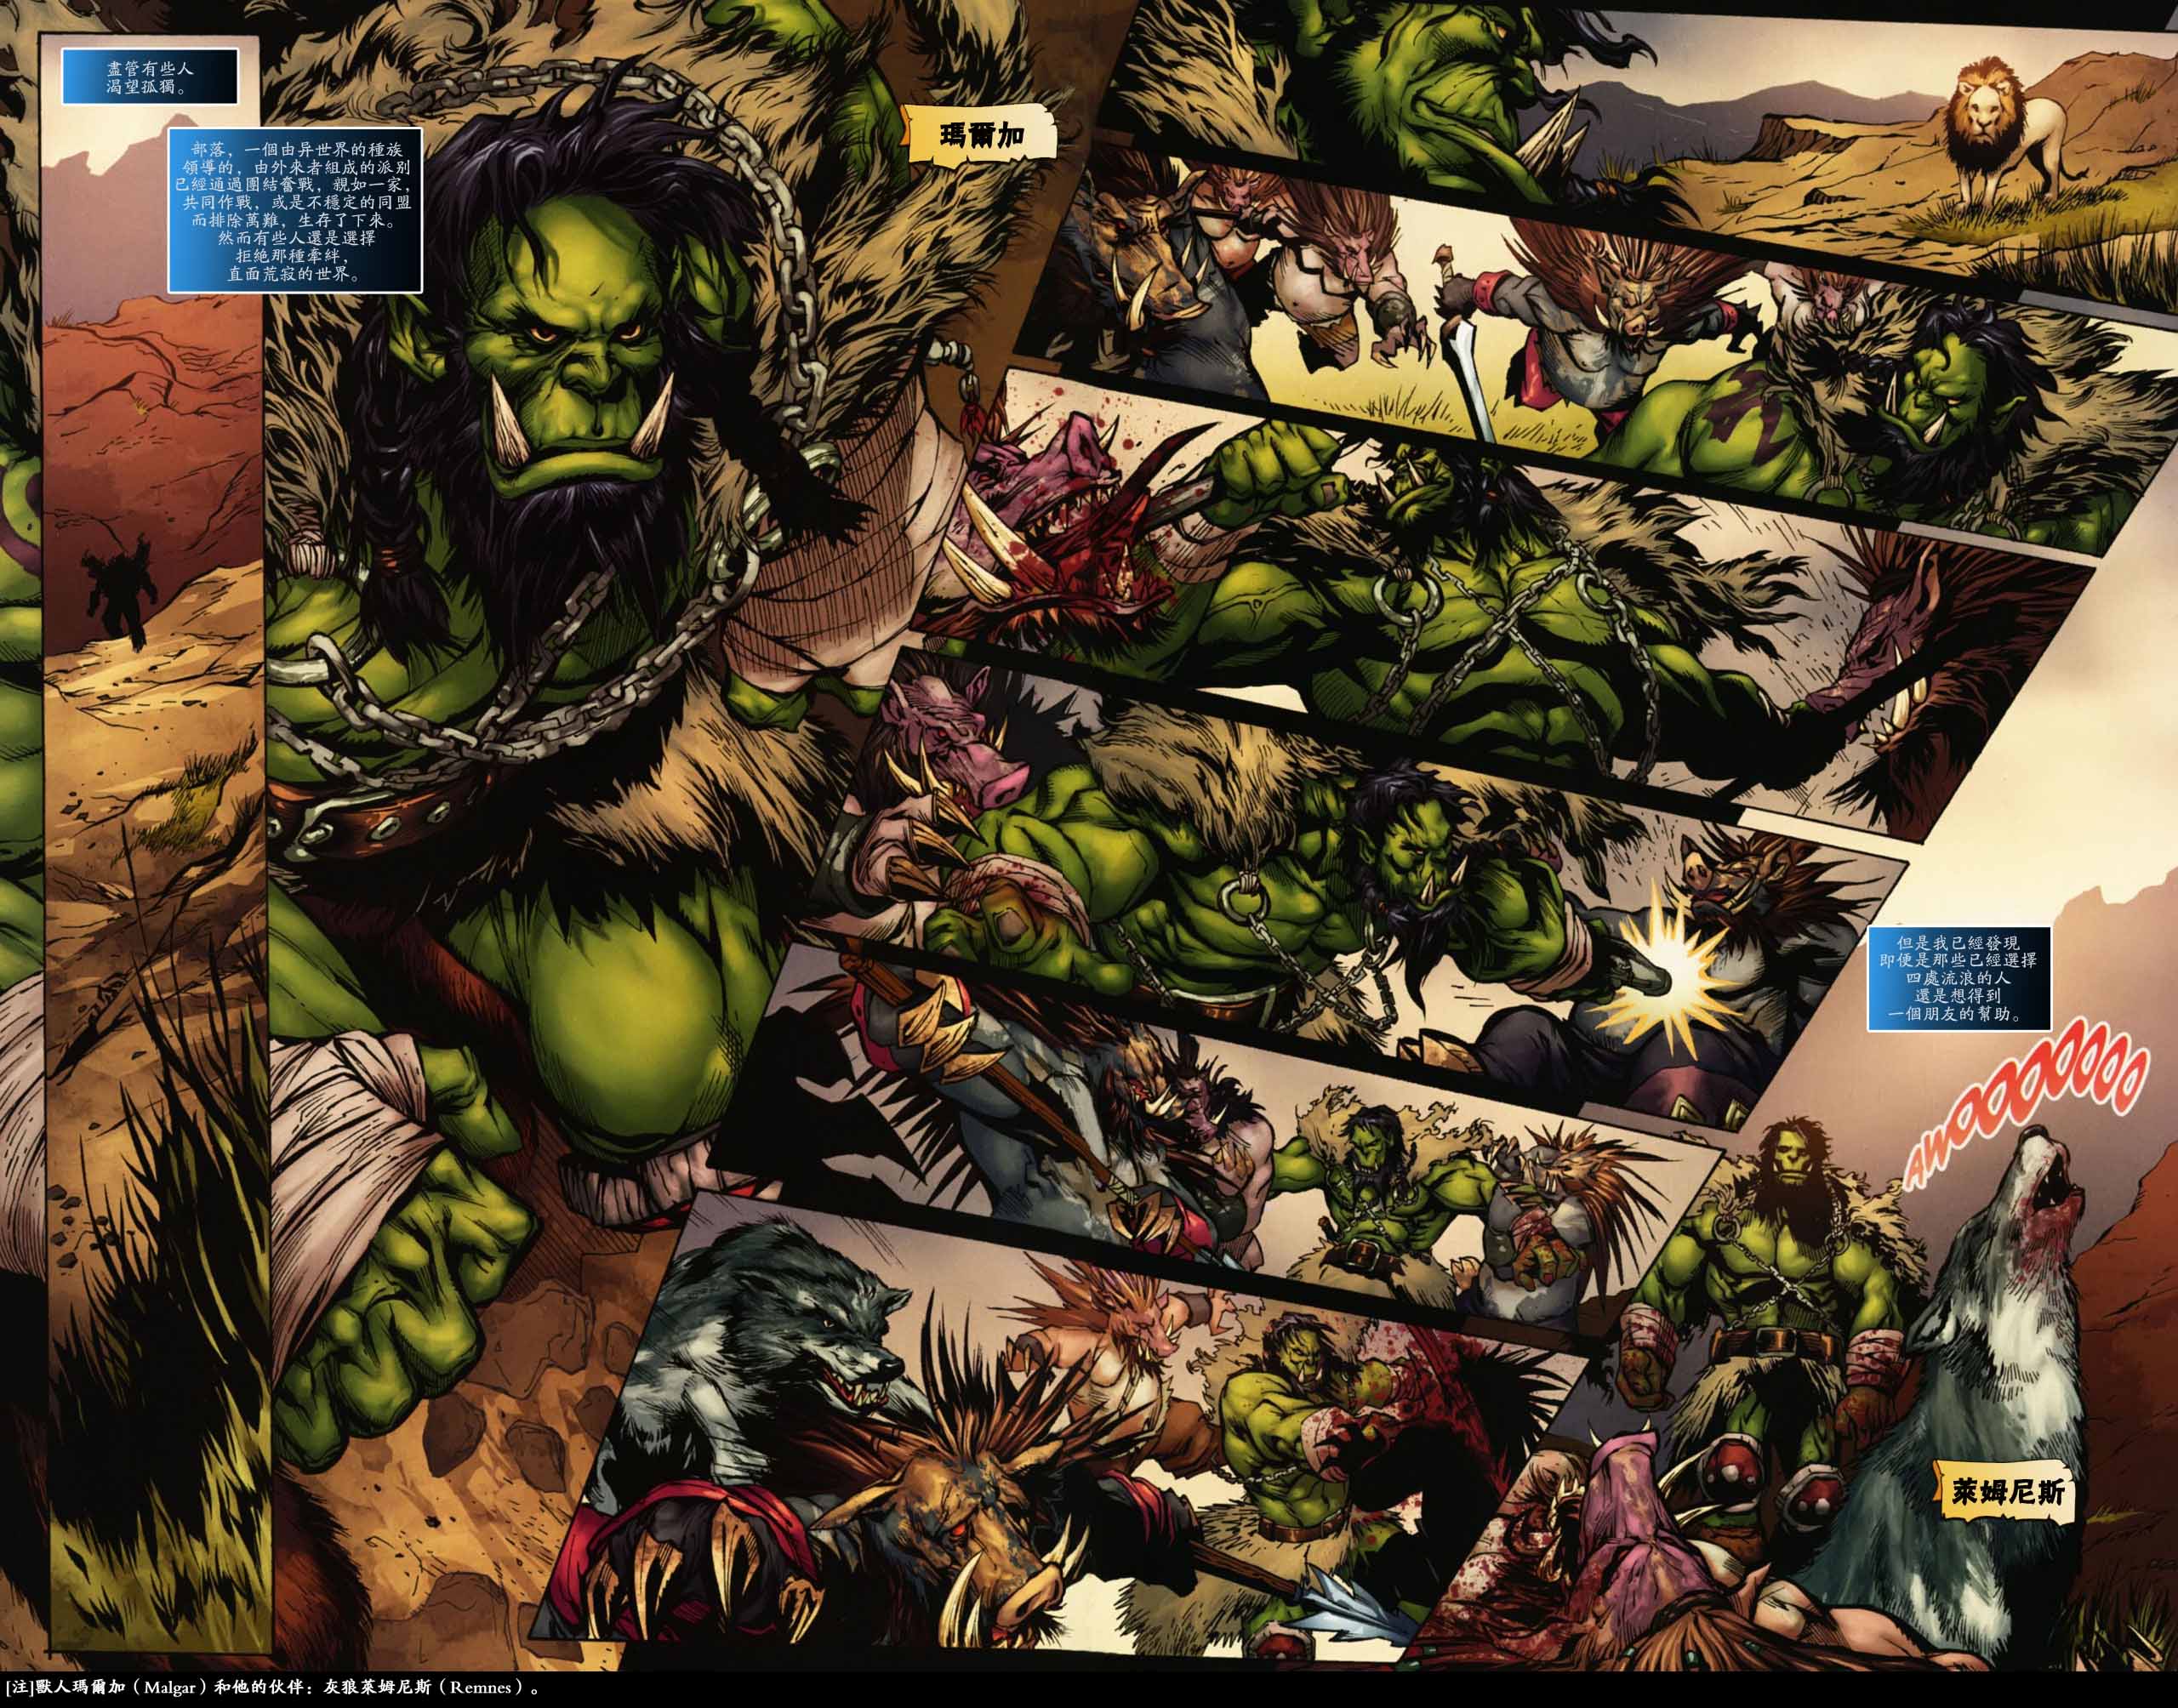 盡管有些人
渴望孤獨。
部落，一個由异世界的種族
領導的，由外來者組成的派别
已經通過團結奮戰，親如一家，
共同作戰，或是不穩定的同盟
而排除萬難，生存了下來。
然而有些人還是選擇
拒絶那種牽絆，
直面荒寂的世界。
瑪爾加
但是我已經發現
即便是那些已經選擇
四處流浪的人
還是想得到
一個朋友的幫助。
AWOOOOOOO
萊姆尼斯
[注]獸人瑪爾加（Malgar）和他的伙伴：灰狼萊姆尼斯（Remnes）。